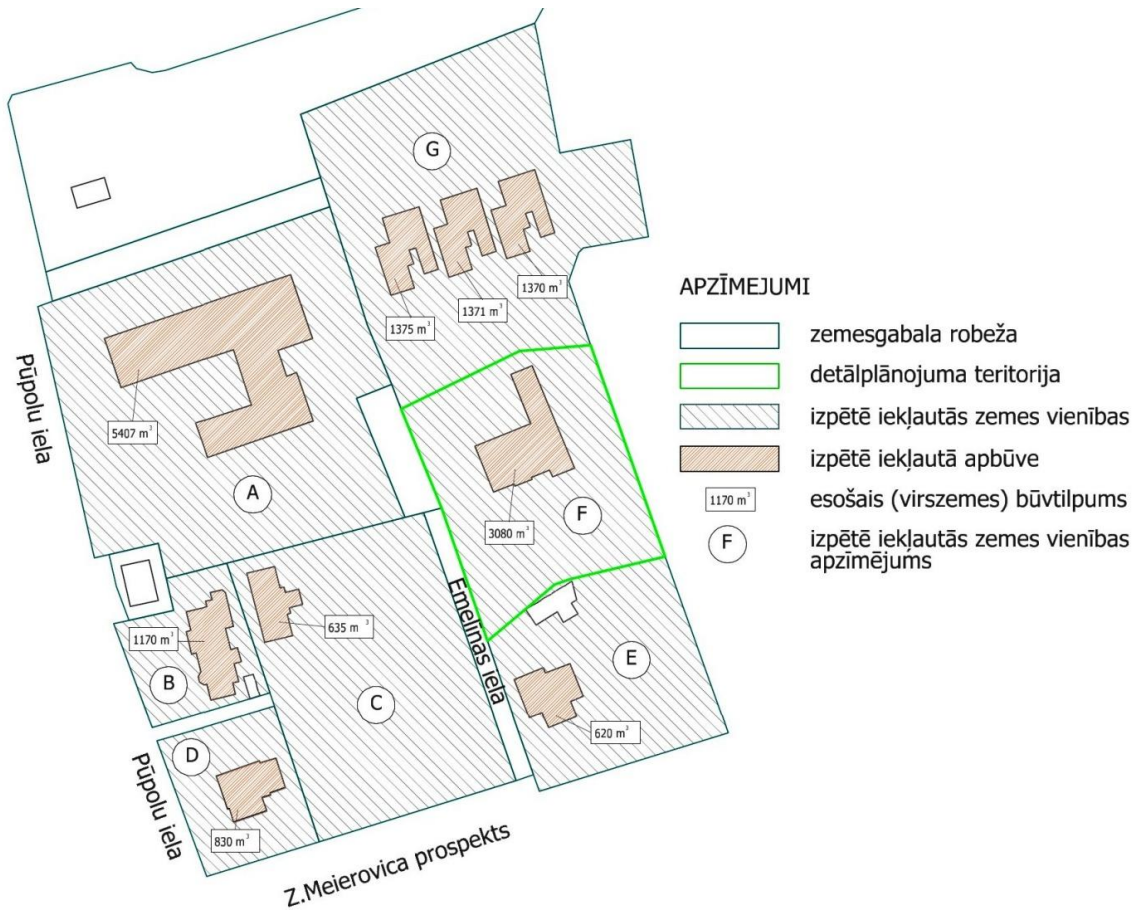 G
1370 m³
1371 m³
1375 m³
Pūpolu iela
5407 m³
A
3080 m³
F
Emelīnas iela
1170 m³
635 m³
B
C
E
620 m³
D
Pūpolu iela
830 m³
Z.Meierovica prospekts
APZĪMEJUMI
zemesgabala robeža
detālplānojuma teritorija
izpētē iekļautās zemes vienības
izpētē iekļautā apbūve
1170 m³
esošais (virszemes) būvtilpums
F
izpētē iekļautās zemes vienības
apzīmējums